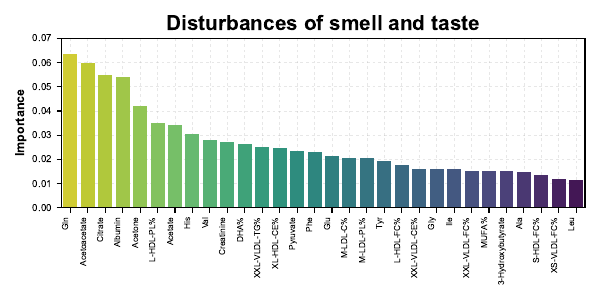 Disturbances of smell and taste
Importance
0.07
0.06
0.05
0.04
0.03
0.02
0.01
0.00
Gln
Acetoacetate
Citrate
Albumin
Acetone
L-HDL-PL%
Acetate
His
Val
Creatinine
DHA%
XXL-VLDL-TG%
XL-HDL-CE%
Pyruvate
Phe
Glu
M-LDL-C%
M-LDL-PL%
Tyr
L-HDL-FC%
XXL-VLDL-CE%
Gly
Ile
XXL-VLDL-FC%
MUFA%
3-Hydroxybutyrate
Ala
S-HDL-FC%
XS-VLDL-FC%
Leu